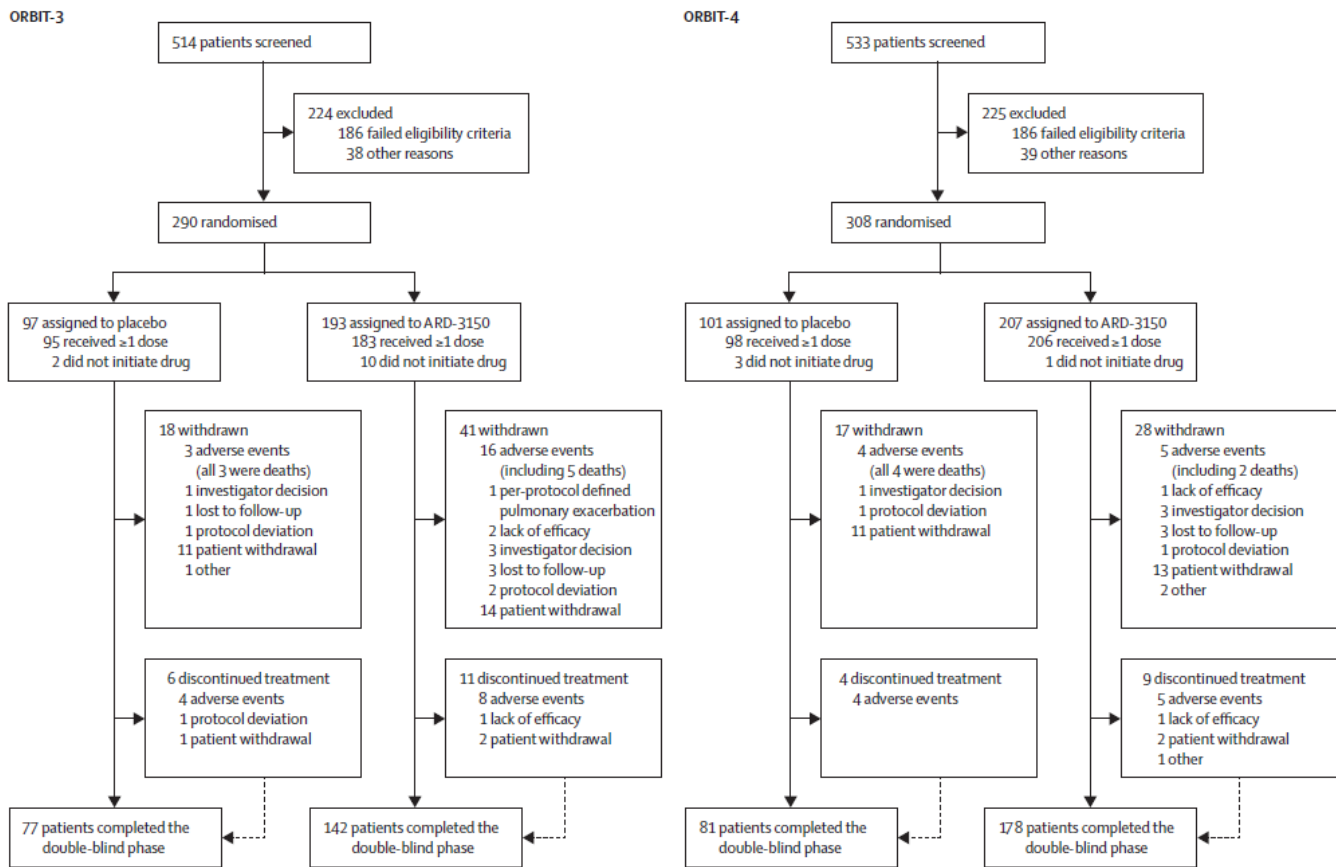 ORBIT-3
514 patients screened
224 excluded
186 failed eligibility criteria
38 other reasons
290 randomised
97 assigned to placebo
95 received ≥1 dose
2 did not initiate drug
193 assigned to ARD-3150
183 received ≥1 dose
10 did not initiate drug
18 withdrawn
3 adverse events
(all 3 were deaths)
1 investigator decision
1 lost to follow-up
1 protocol deviation
11 patient withdrawal
1 other
41 withdrawn
16 adverse events
(including 5 deaths)
1 per-protocol defined
pulmonary exacerbation
2 lack of efficacy
3 investigator decision
3 lost to follow-up
2 protocol deviation
14 patient withdrawal
6 discontinued treatment
4 adverse events
1 protocol deviation
1 patient withdrawal
11 discontinued treatment
8 adverse events
1 lack of efficacy
2 patient withdrawal
77 patients completed the
double-blind phase
142 patients completed the
double-blind phase
ORBIT-4
533 patients screened
225 excluded
186 failed eligibility criteria
39 other reasons
308 randomised
101 assigned to placebo
98 received ≥1 dose
3 did not initiate drug
207 assigned to ARD-3150
206 received ≥1 dose
1 did not initiate drug
17 withdrawn
4 adverse events
(all 4 were deaths)
1 investigator decision
1 protocol deviation
11 patient withdrawal
28 withdrawn
5 adverse events
(including 2 deaths)
1 lack of efficacy
3 investigator decision
3 lost to follow-up
1 protocol deviation
13 patient withdrawal
2 other
4 discontinued treatment
4 adverse events
9 discontinued treatment
5 adverse events
1 lack of efficacy
2 patient withdrawal
1 other
81 patients completed the
double-blind phase
178 patients completed the
double-blind phase